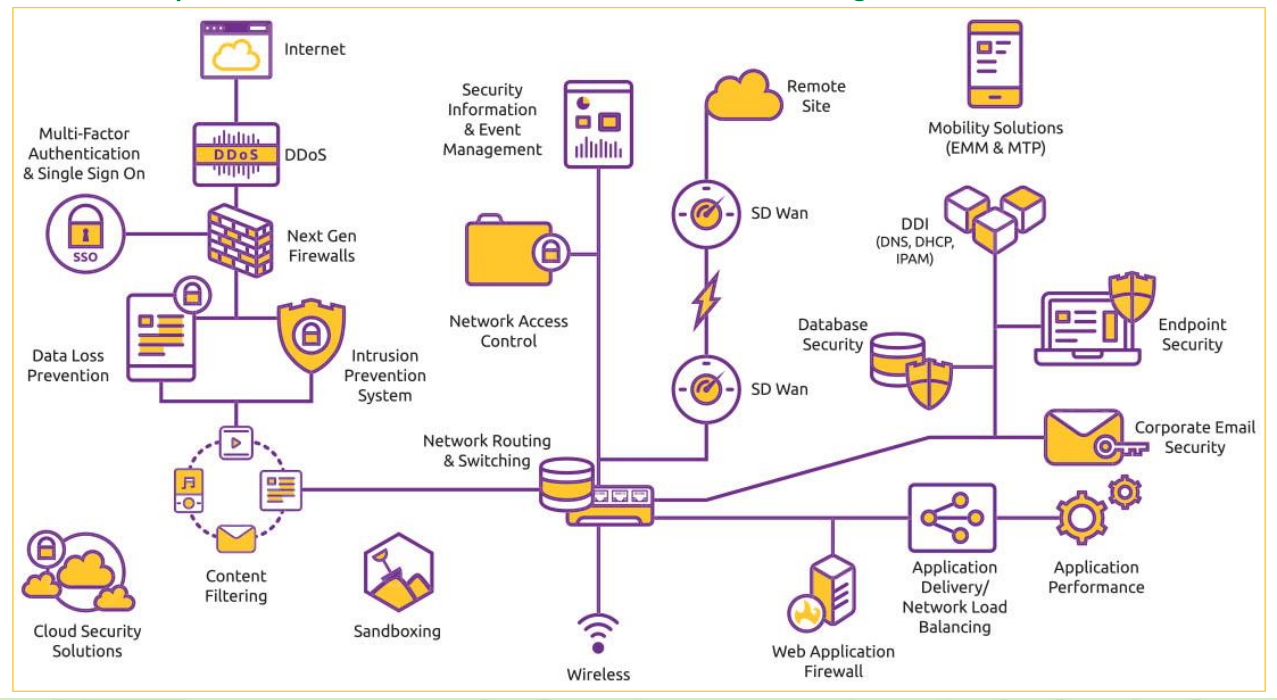 Internet
Multi-Factor
Authentication
& Single Sign On
DDoS
DDoS
SSO
Next Gen
Firewalls
Data Loss
Prevention
Intrusion
Prevention
System
Content
Filtering
Cloud Security
Solutions
Sandboxing
Security
Information
& Event
Management
Network Access
Control
Network Routing
& Switching
Wireless
Remote
Site
SD Wan
SD Wan
Mobility Solutions
(EMM & MTP)
DDI
(DNS, DHCP,
IPAM)
Database
Security
Endpoint
Security
Corporate Email
Security
Web Application
Firewall
Application
Delivery/
Network Load
Balancing
Application
Performance